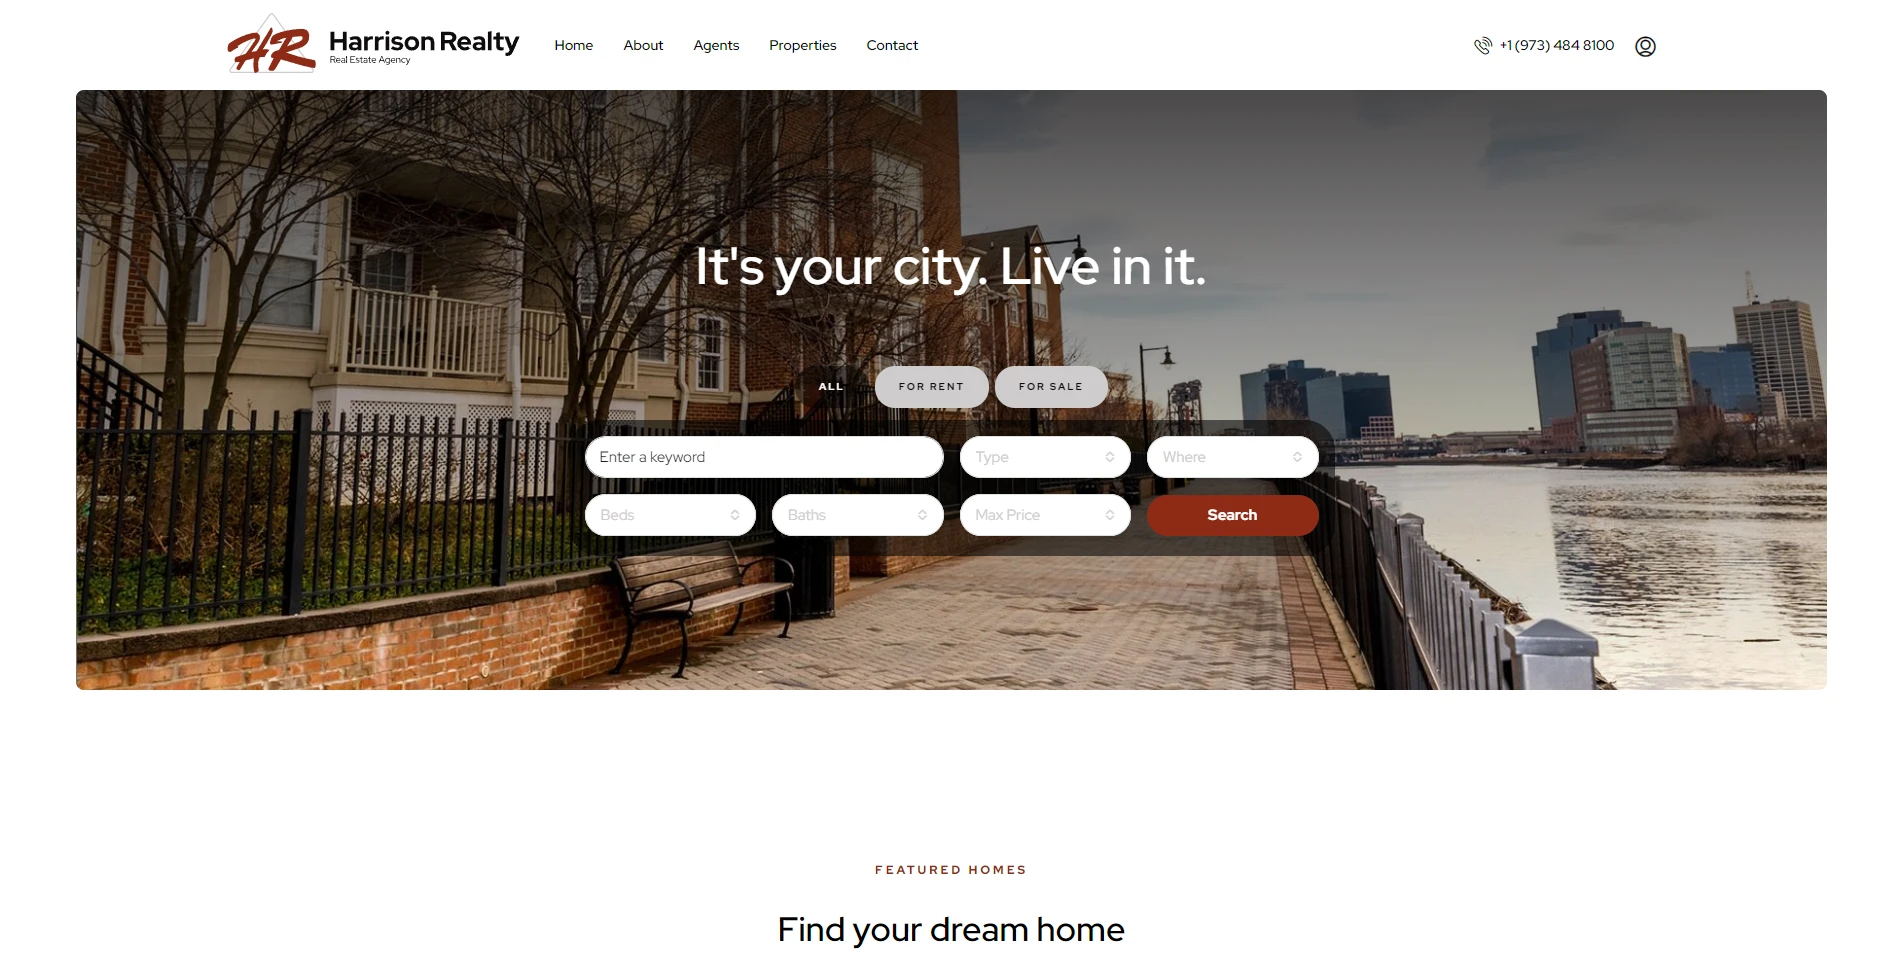 HR
Harrison Realty
Real Estate Agency
Home About Agents Properties Contact
+1 (973) 484 8100
It's your city. Live in it.
ALL FOR RENT FOR SALE
Enter a keyword Type Where
Beds Baths Max Price Search
FEATURED HOMES
Find your dream home